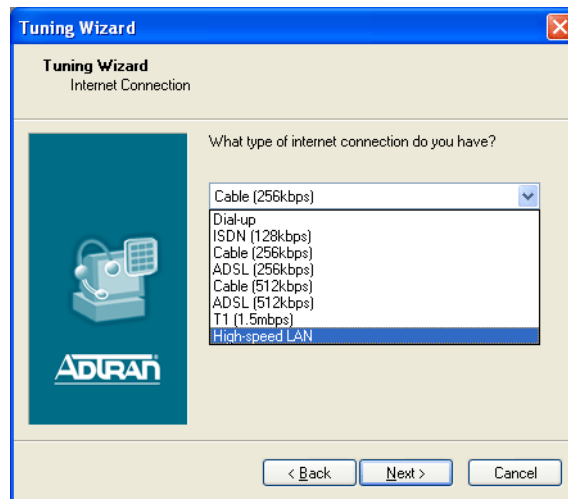 Tuning Wizard
Tuning Wizard
Internet Connection
What type of internet connection do you have?
Cable (256kbps)
Dial-up
ISDN (128kbps)
Cable (256kbps)
ADSL (256kbps)
Cable (512kbps)
ADSL (512kbps)
T1 (1.5mbps)
High-speed LAN
ADTRAN
< Back
Next >
Cancel